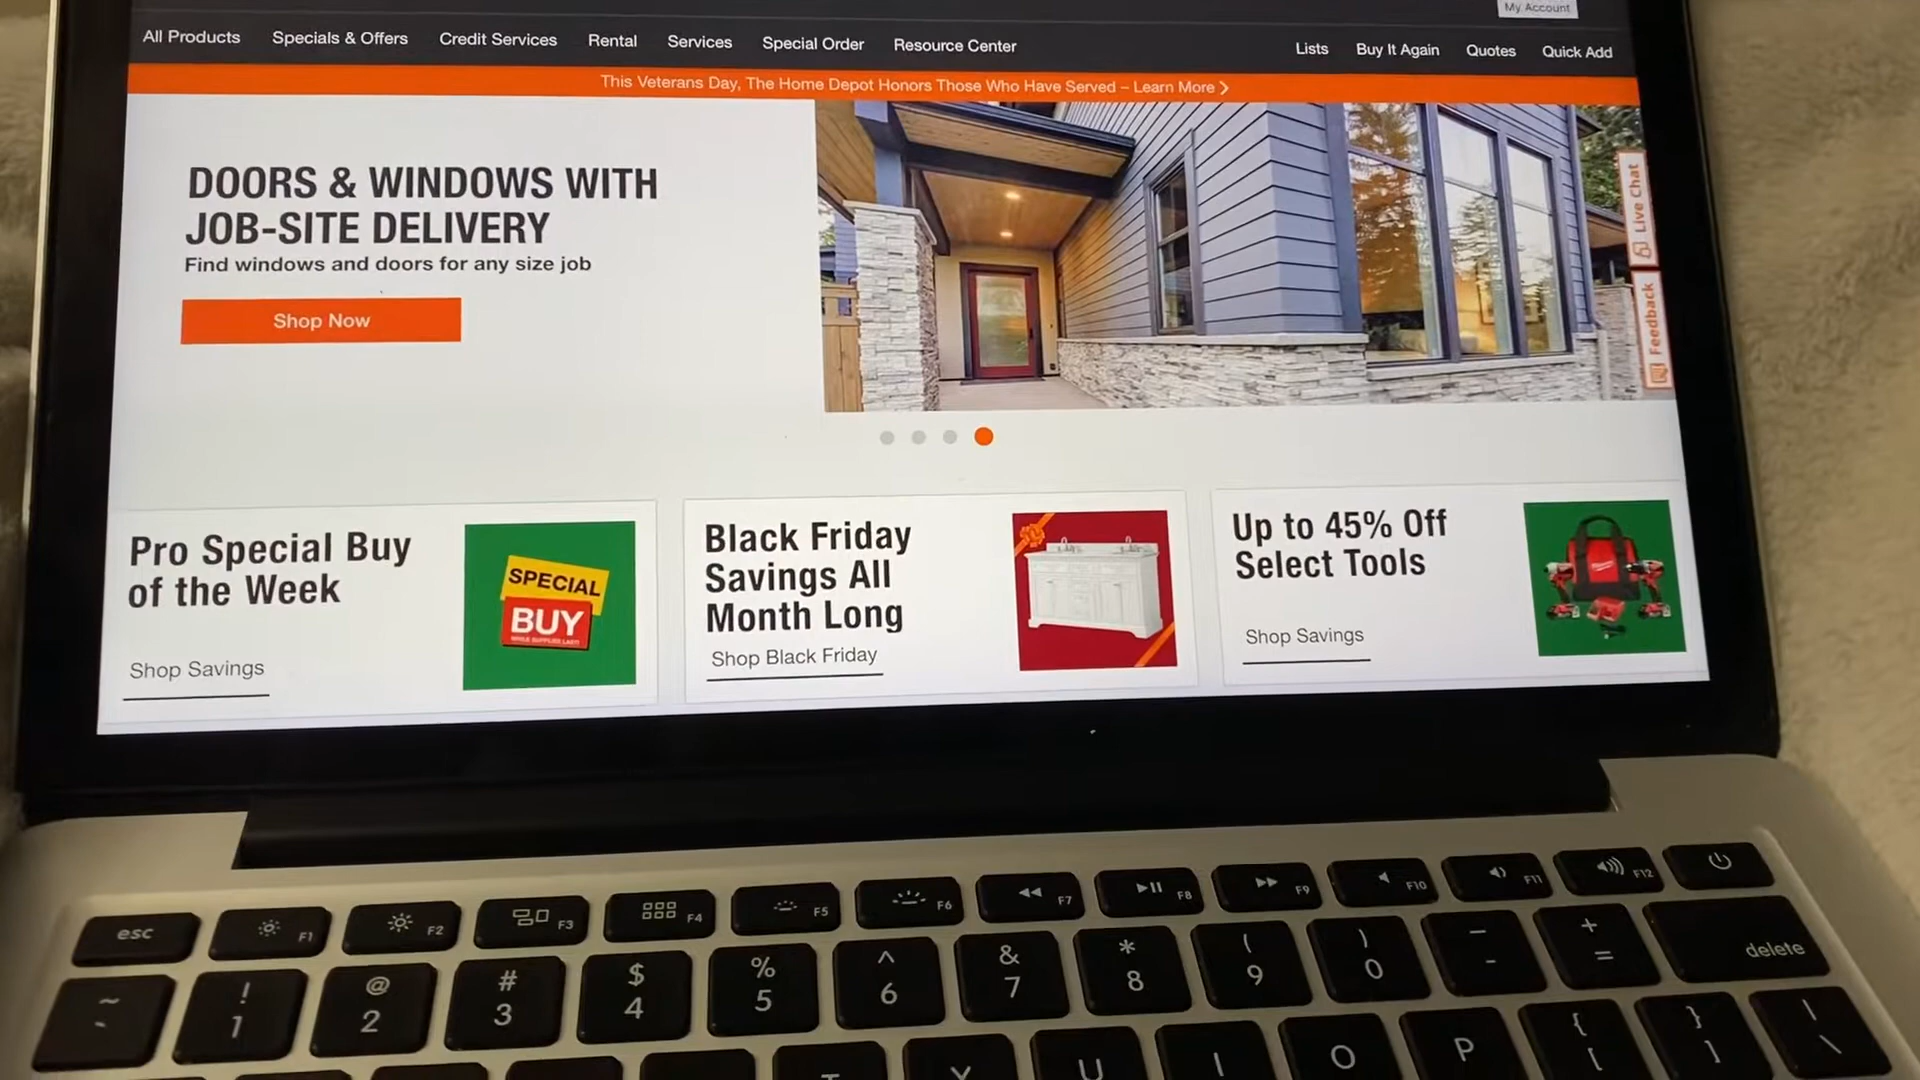 My Account
All Products Specials & Offers Credit Services Rental Services Special Order Resource Center Lists Buy It Again Quotes Quick Add
This Veterans Day, The Home Depot Honors Those Who Have Served – Learn More
DOORS & WINDOWS WITH
JOB-SITE DELIVERY
Find windows and doors for any size job
Shop Now
Live Chat
Feedback
Pro Special Buy
of the Week
Shop Savings
SPECIAL
BUY
WHILE SUPPLIES LAST!
Black Friday
Savings All
Month Long
Shop Black Friday
Up to 45% Off
Select Tools
Shop Savings
Milwaukee
esc F1 F2 F3 F4 F5 F6 F7 F8 F9 F10 F11 F12
~ ! @ # $ % ^ & * ( ) — +
1 2 3 4 5 6 7 8 9 0 - = delete
T Y U I O P { [ } ] | \